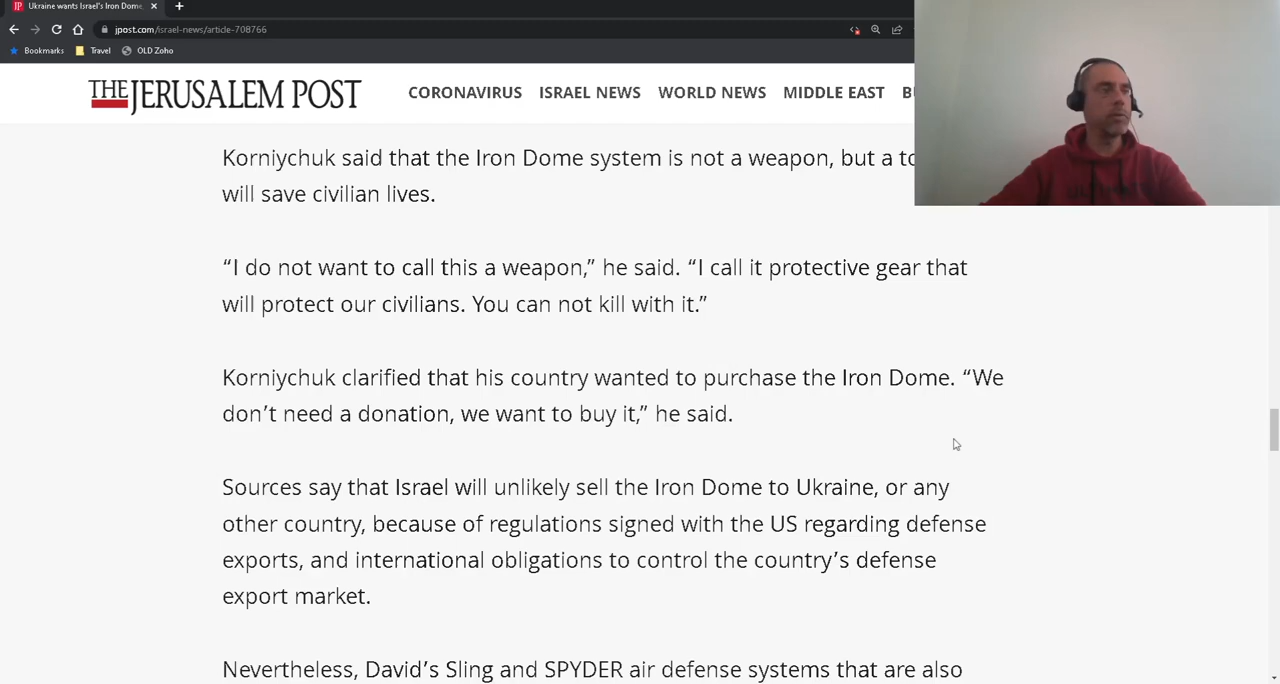 Ukraine wants Israel's Iron Dome,
jpost.com/israel-news/article-708766
Bookmarks Travel OLD Zoho
THE JERUSALEM POST CORONAVIRUS ISRAEL NEWS WORLD NEWS MIDDLE EAST
Korniychuk said that the Iron Dome system is not a weapon, but a
will save civilian lives.
“I do not want to call this a weapon,” he said. “I call it protective gear that
will protect our civilians. You can not kill with it.”
Korniychuk clarified that his country wanted to purchase the Iron Dome. “We
don’t need a donation, we want to buy it,” he said.
Sources say that Israel will unlikely sell the Iron Dome to Ukraine, or any
other country, because of regulations signed with the US regarding defense
exports, and international obligations to control the country’s defense
export market.
Nevertheless, David’s Sling and SPYDER air defense systems that are also